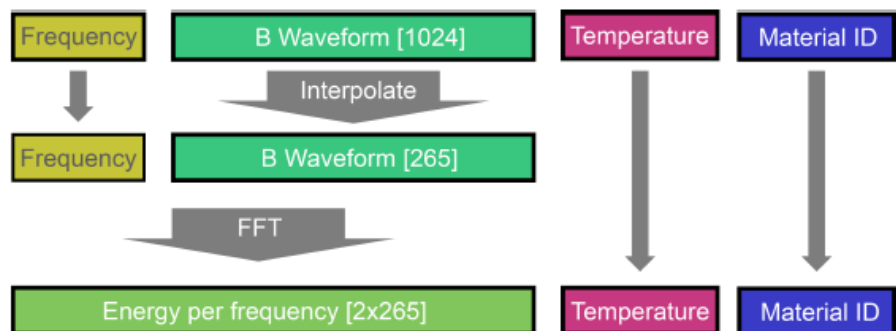 Frequency
B Waveform [1024]
Temperature
Material ID
Interpolate
Frequency
B Waveform [265]
FFT
Energy per frequency [2x265]
Temperature
Material ID